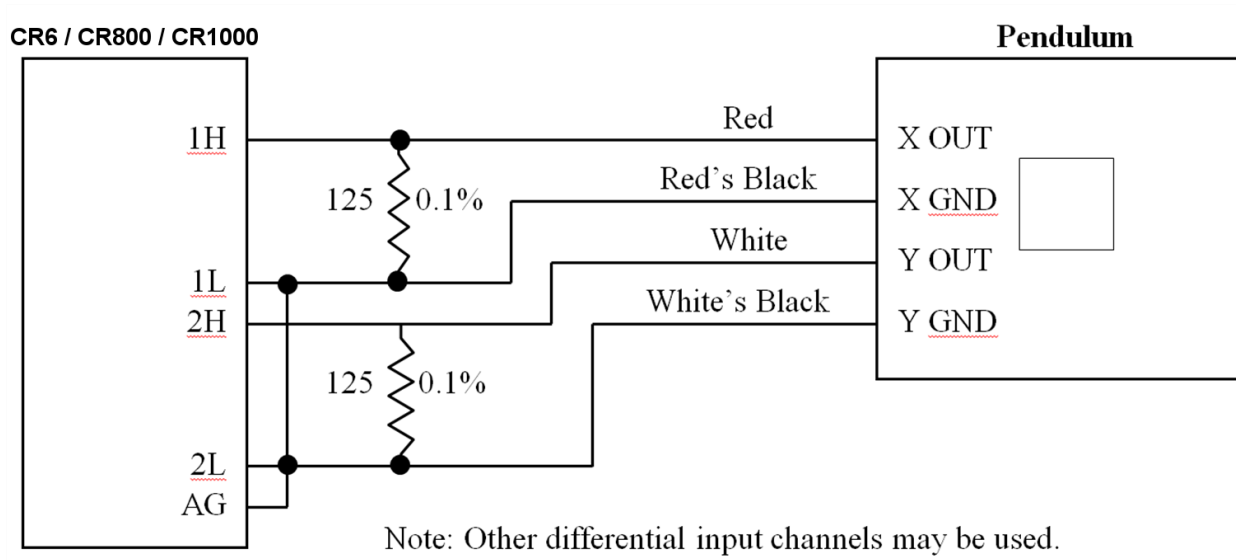 CR6 / CR800 / CR1000
Pendulum
Red
1H
X OUT
Red's Black
125
0.1%
X GND
White
Y OUT
1L
White's Black
2H
Y GND
125
0.1%
2L
AG
Note: Other differential input channels may be used.